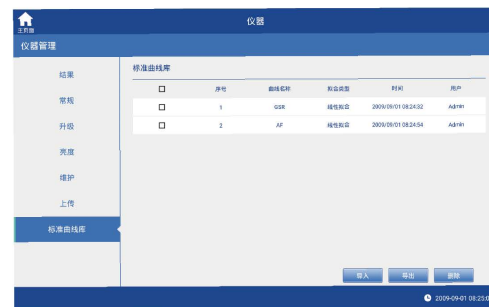 仪器
主页面
仪器管理
结果
常规
升级
亮度
维护
上传
标准曲线库
标准曲线库
序号 曲线名称 拟合类型 时间 用户
1 GSR 线性拟合 2009/09/01 08:24:32 Admin
2 AF 线性拟合 2009/09/01 08:24:54 Admin
导入 导出 删除
2009-09-01 08:25:0